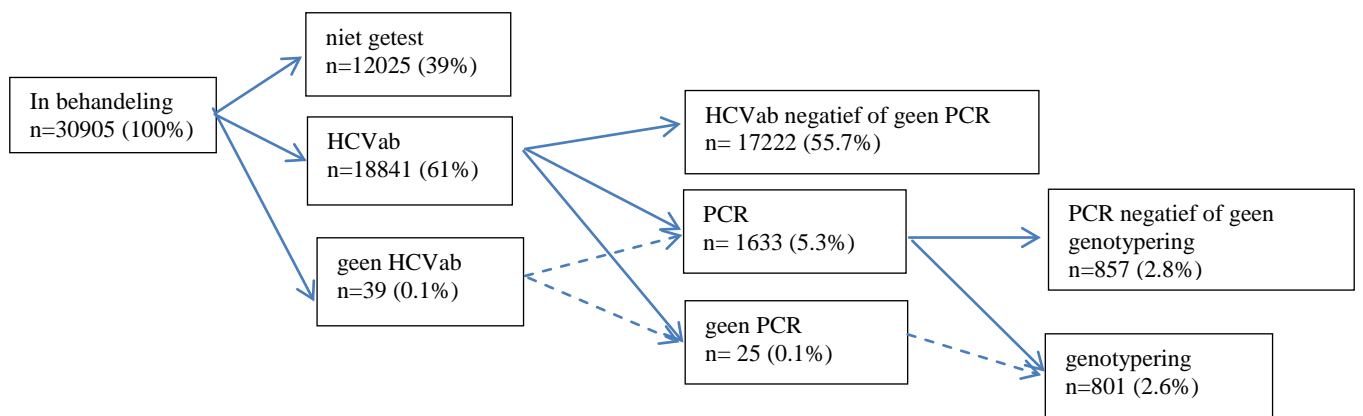 In behandeling
n=30905 (100%)
niet getest
n=12025 (39%)
HCVab
n=18841 (61%)
geen HCVab
n=39 (0.1%)
HCVab negatief of geen PCR
n= 17222 (55.7%)
PCR
n= 1633 (5.3%)
geen PCR
n= 25 (0.1%)
PCR negatief of geen
genotypering
n=857 (2.8%)
genotypering
n=801 (2.6%)